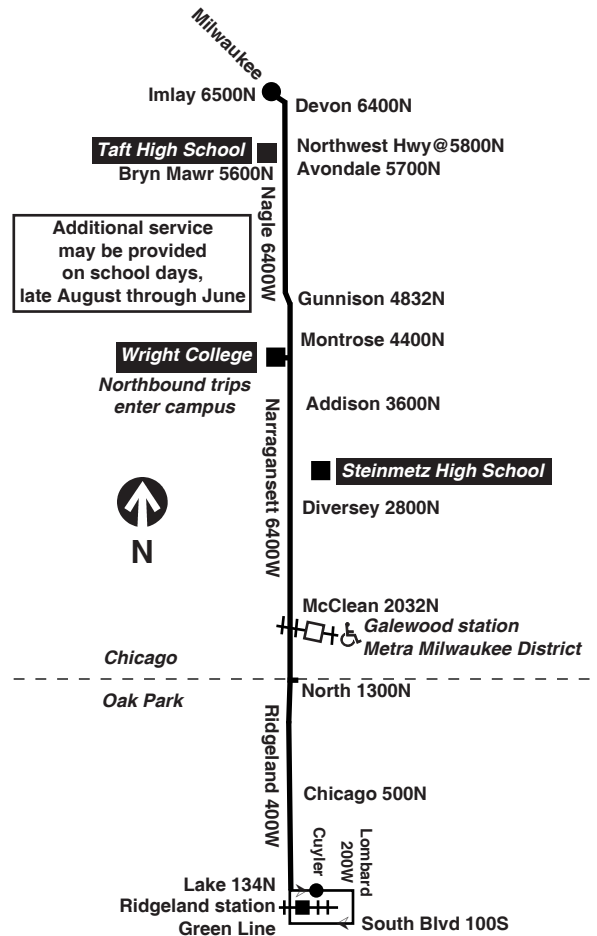 Milwaukee
Imlay 6500N
Devon 6400N
Taft High School
Northwest Hwy@5800N
Avondale 5700N
Bryn Mawr 5600N
Nagle 6400W
Additional service
may be provided
on school days,
late August through June
Gunnison 4832N
Montrose 4400N
Wright College
Northbound trips
enter campus
Addison 3600N
Narragansett 6400W
Steinmetz High School
Diversey 2800N
N
McClean 2032N
Galewood station
Metra Milwaukee District
Chicago
Oak Park
North 1300N
Ridgeland 400W
Chicago 500N
Cuyler
Lombard
200W
Lake 134N
Ridgeland station
Green Line
South Blvd 100S